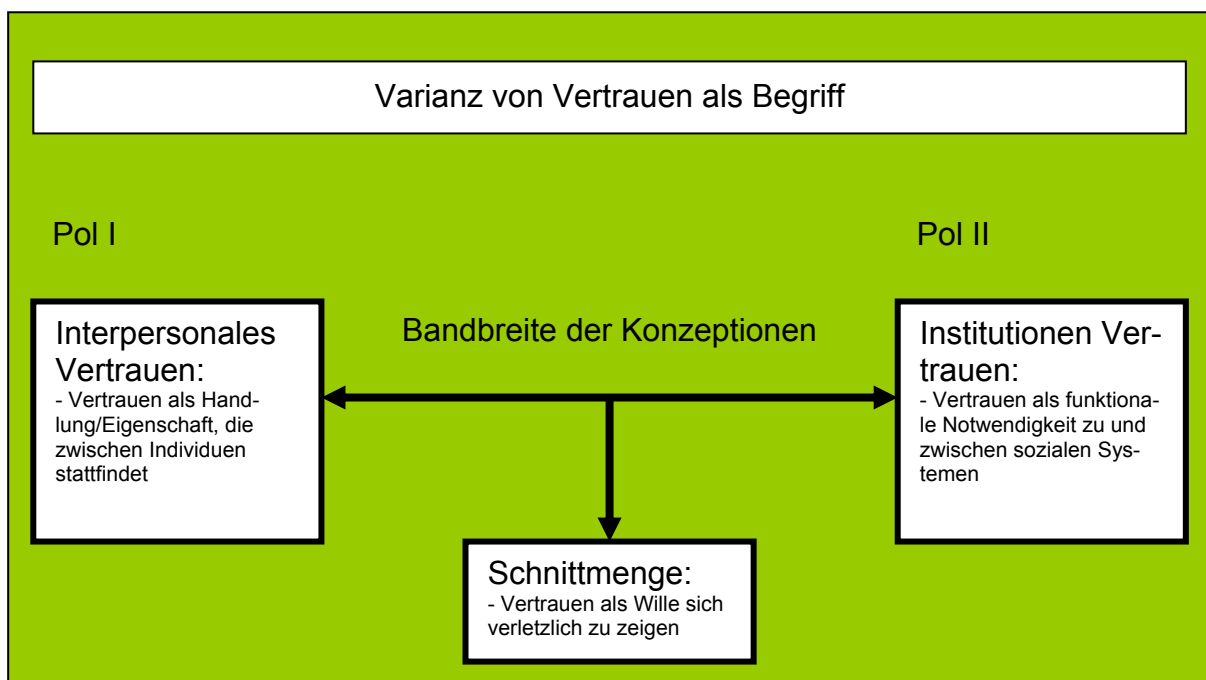 Varianz von Vertrauen als Begriff
Pol I
Pol II
Interpersonales
Vertrauen:
- Vertrauen als Hand-
lung/Eigenschaft, die
zwischen Individuen
stattfindet
Bandbreite der Konzeptionen
Institutionen Ver-
trauen:
- Vertrauen als funktiona-
le Notwendigkeit zu und
zwischen sozialen Sys-
temen
Schnittmenge:
- Vertrauen als Wille sich
verletzlich zu zeigen